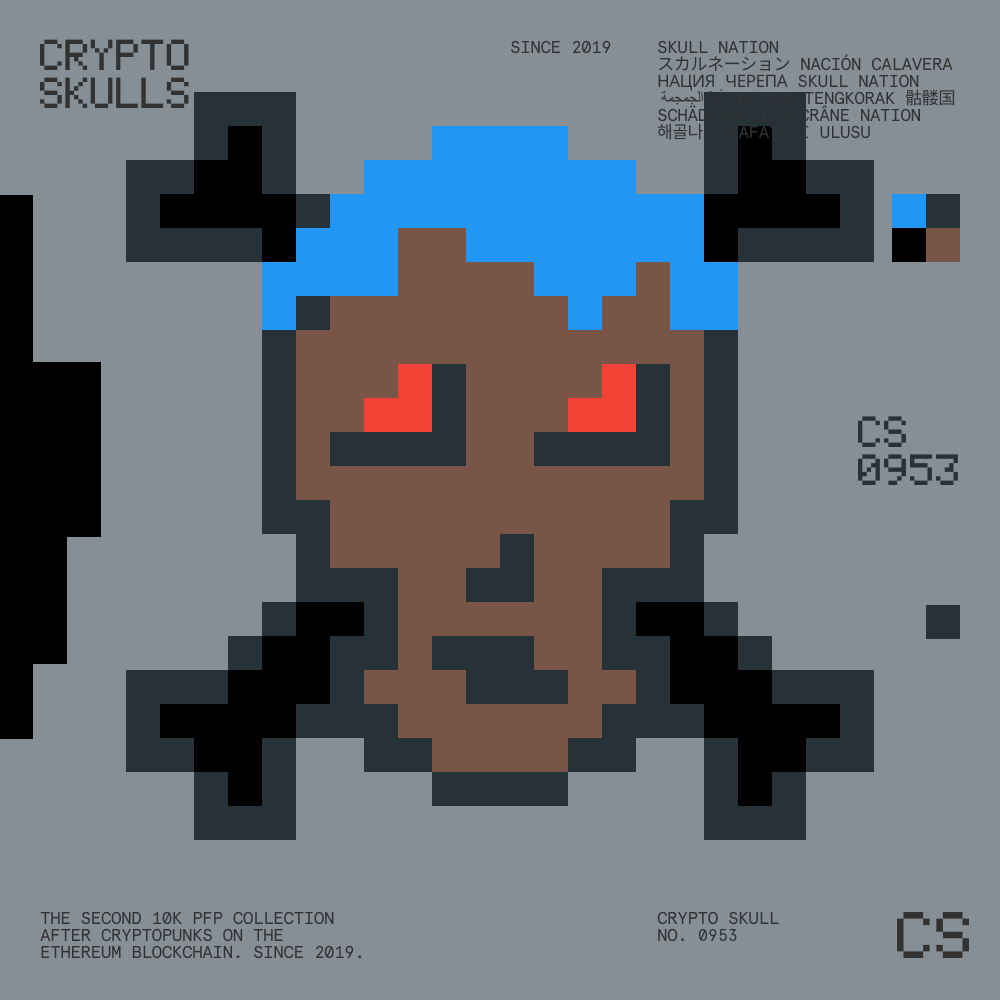 CRYPTO
SKULLS
SINCE 2019
SKULL NATION
スカルネーション NACIÓN CALAVERA
НАЦИЯ ЧЕРЕПА SKULL NATION
الجمجمة TENGKORAK 骷髅国
CRÂNE NATION
해골나 ULUSU
CS
0953
THE SECOND 10K PFP COLLECTION
AFTER CRYPTOPUNKS ON THE
ETHEREUM BLOCKCHAIN. SINCE 2019.
CRYPTO SKULL
NO. 0953
CS